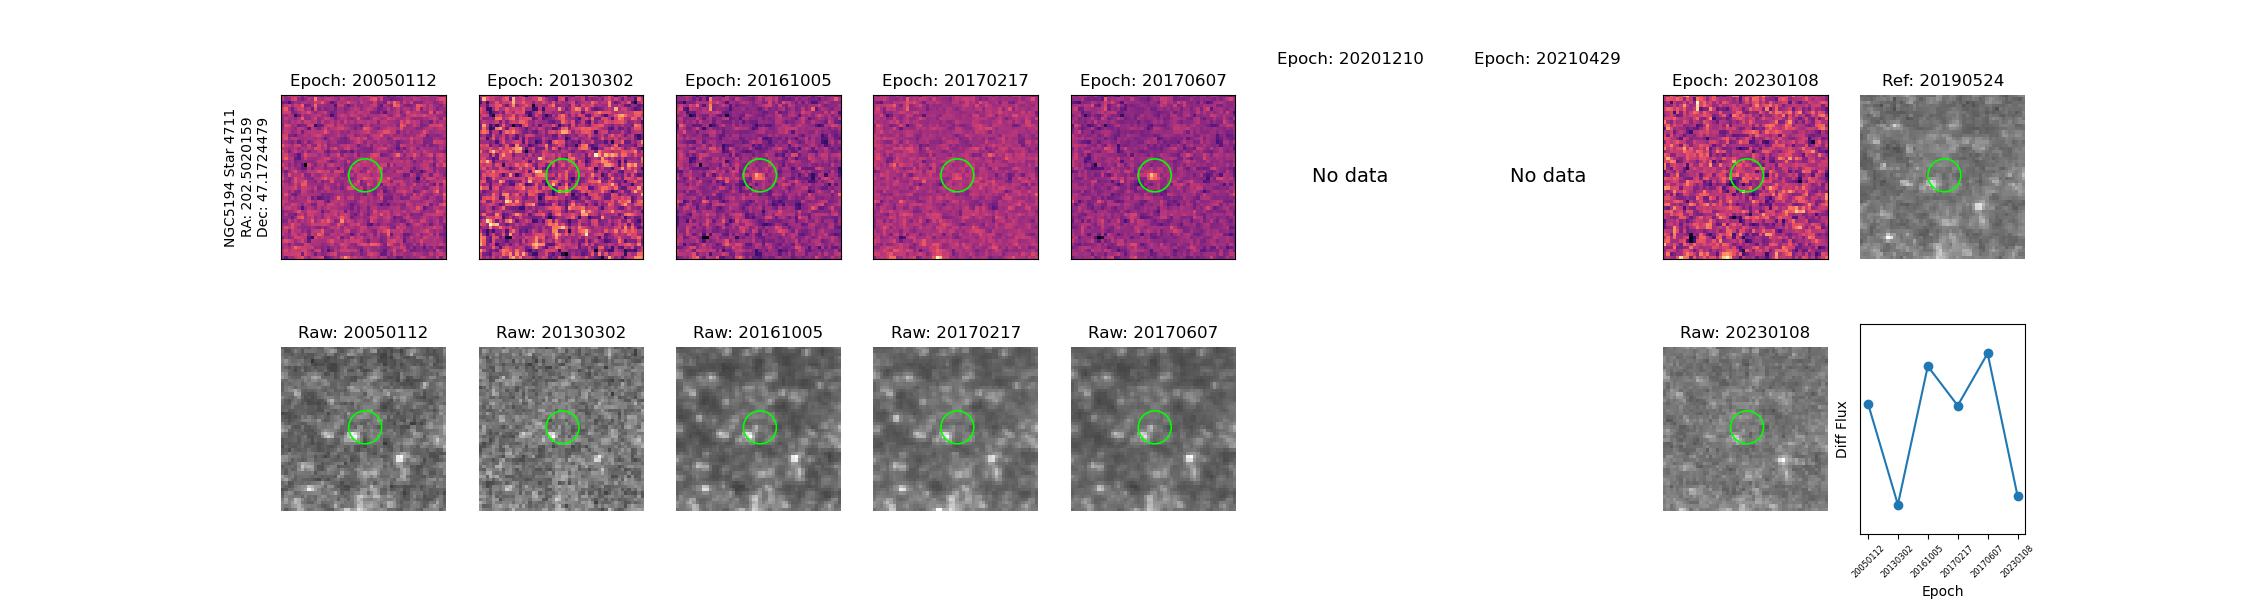 Epoch: 20201210 Epoch: 20210429
Epoch: 20050112 Epoch: 20130302 Epoch: 20161005 Epoch: 20170217 Epoch: 20170607 Epoch: 20230108 Ref: 20190524
NGC5194 Star 4711
RA: 202.5020159
Dec: 47.1724479
No data No data
Raw: 20050112 Raw: 20130302 Raw: 20161005 Raw: 20170217 Raw: 20170607 Raw: 20230108
Diff Flux
20050112 20130302 20161005 20170217 20170607 20230108
Epoch